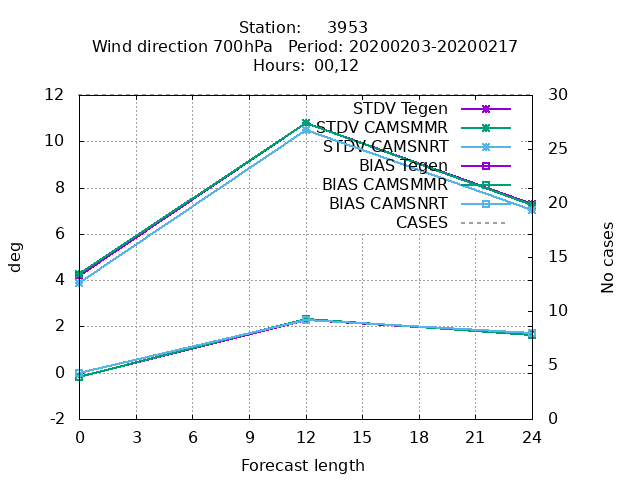 Station:     3953
Wind direction 700hPa   Period: 20200203-20200217
Hours: 00,12
12
10
8
6
4
2
0
-2
deg
30
25
20
15
10
5
0
No cases
STDV Tegen
STDV CAMSMMR
STDV CAMSNRT
BIAS Tegen
BIAS CAMSMMR
BIAS CAMSNRT
CASES
0 3 6 9 12 15 18 21 24
Forecast length